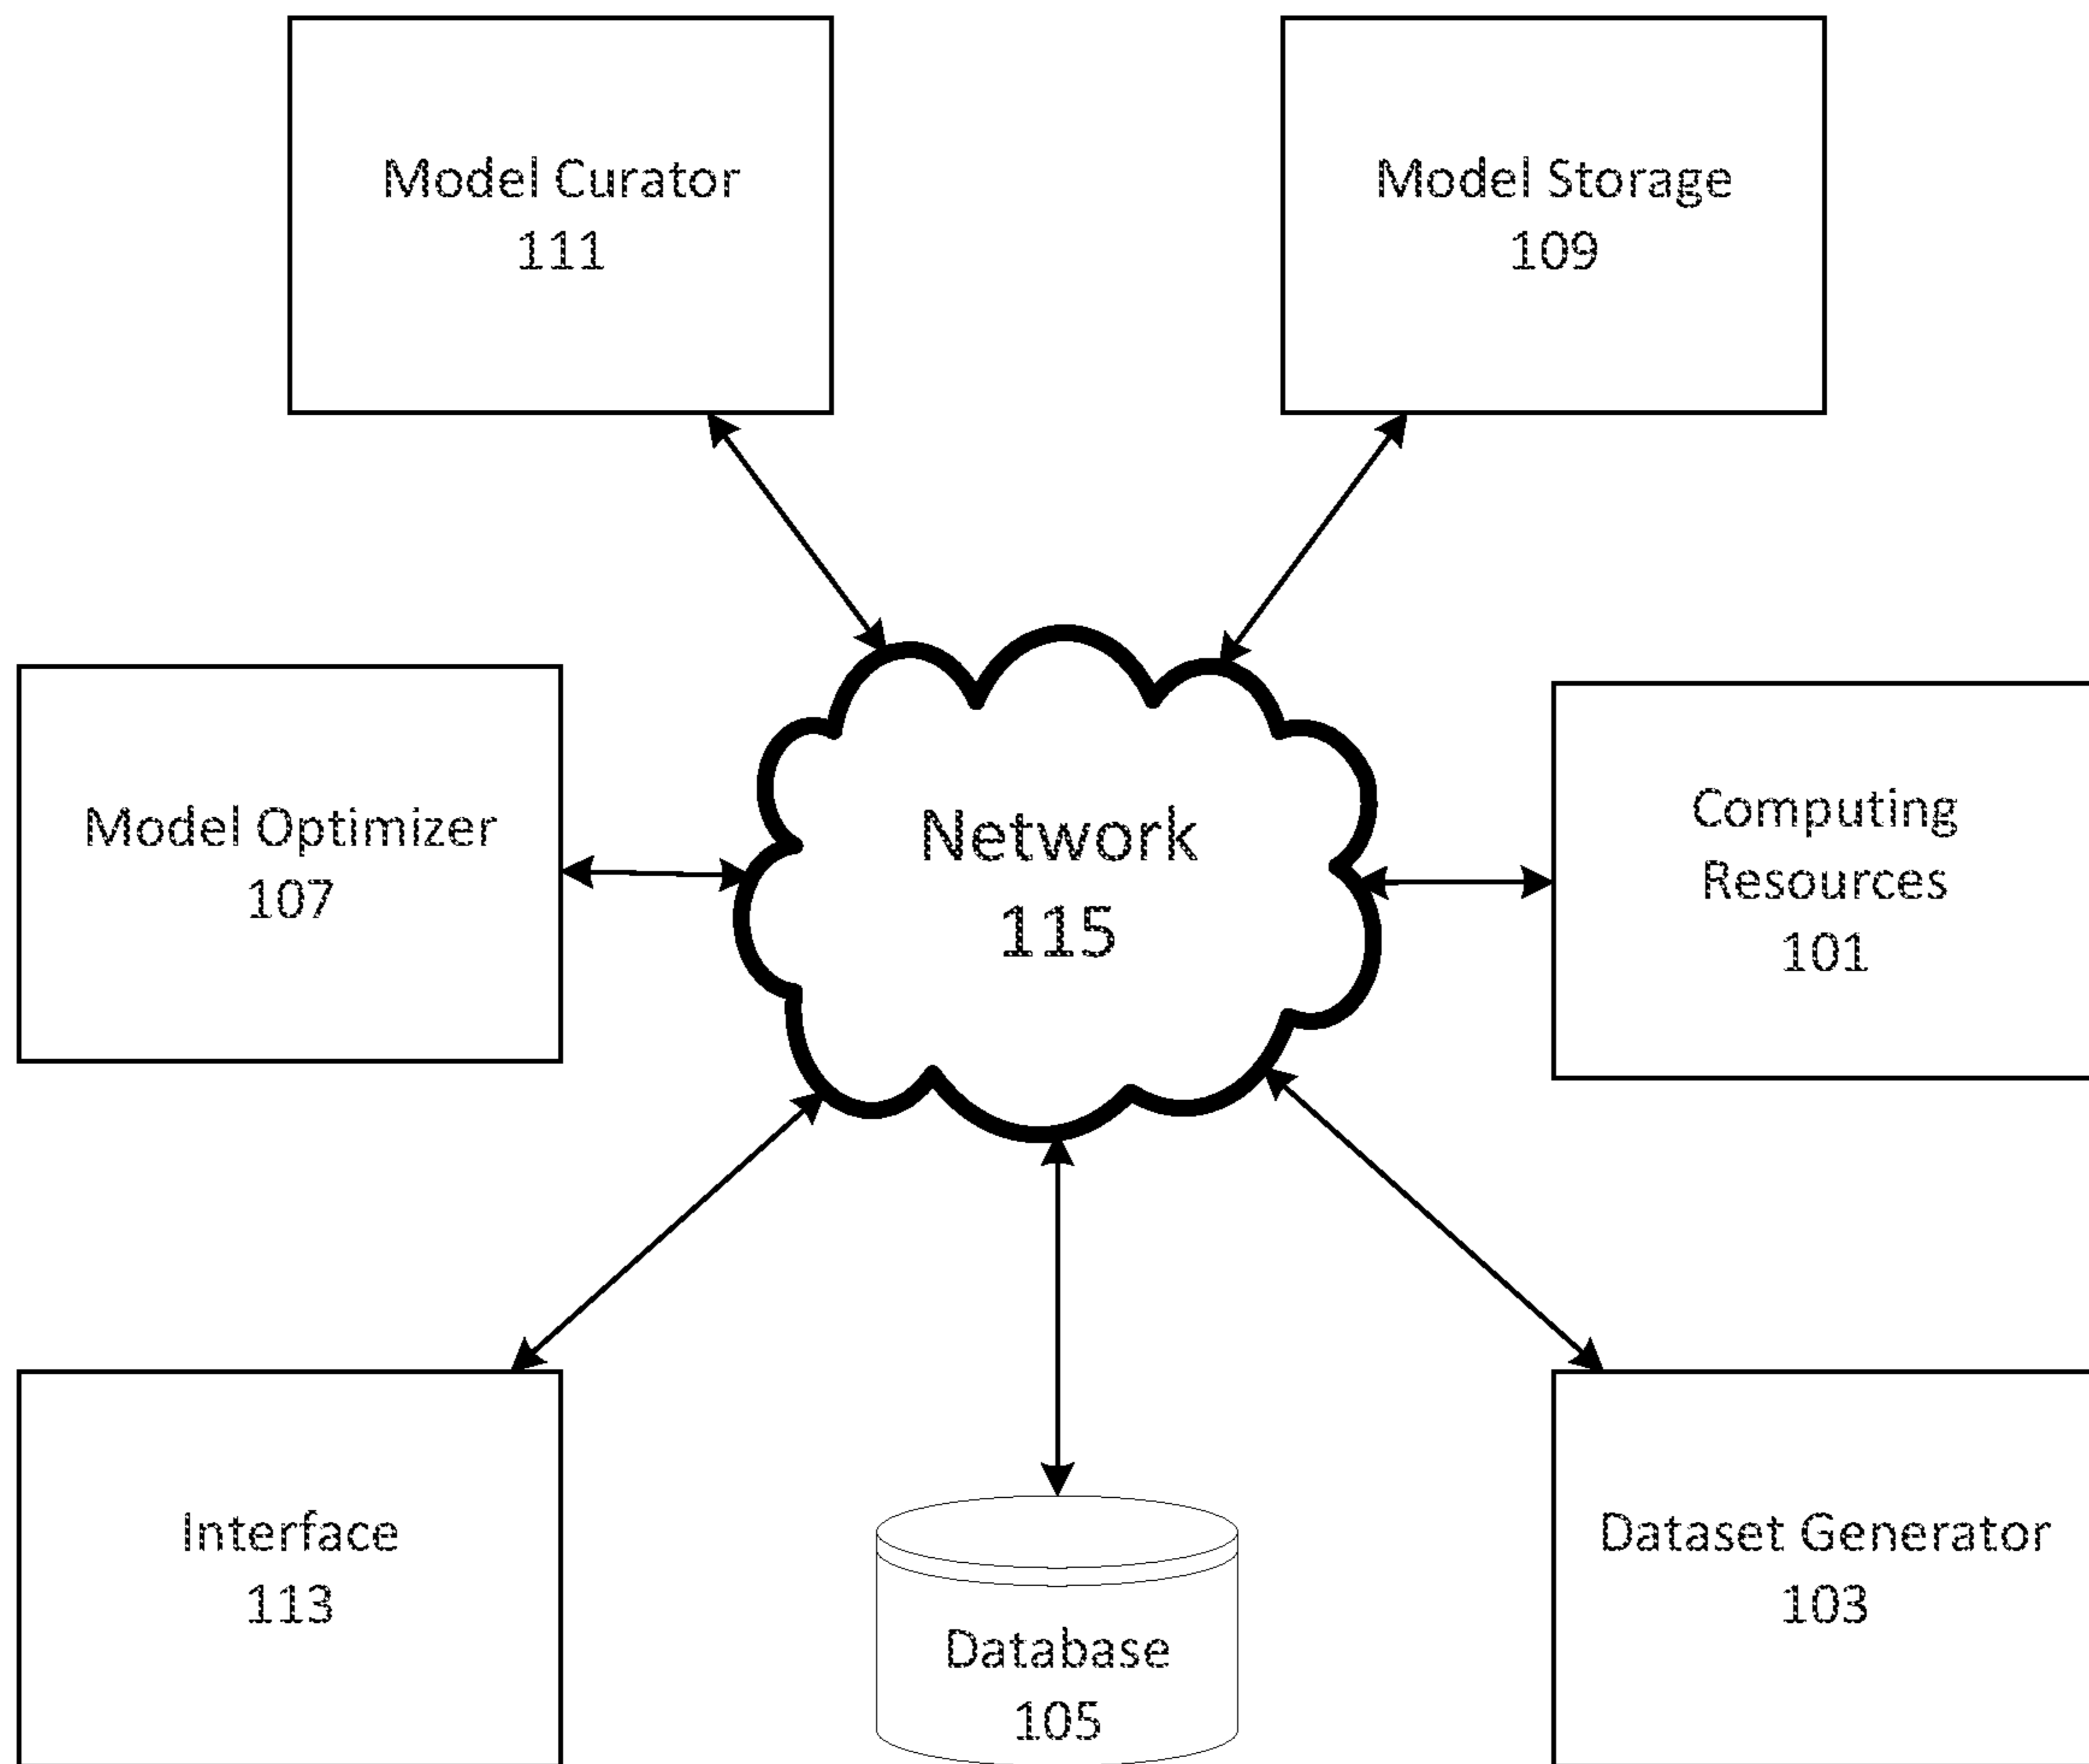 Model Curator
111
Model Storage
109
Model Optimizer
107
Network
115
Computing
Resources
101
Interface
113
Database
105
Dataset Generator
103